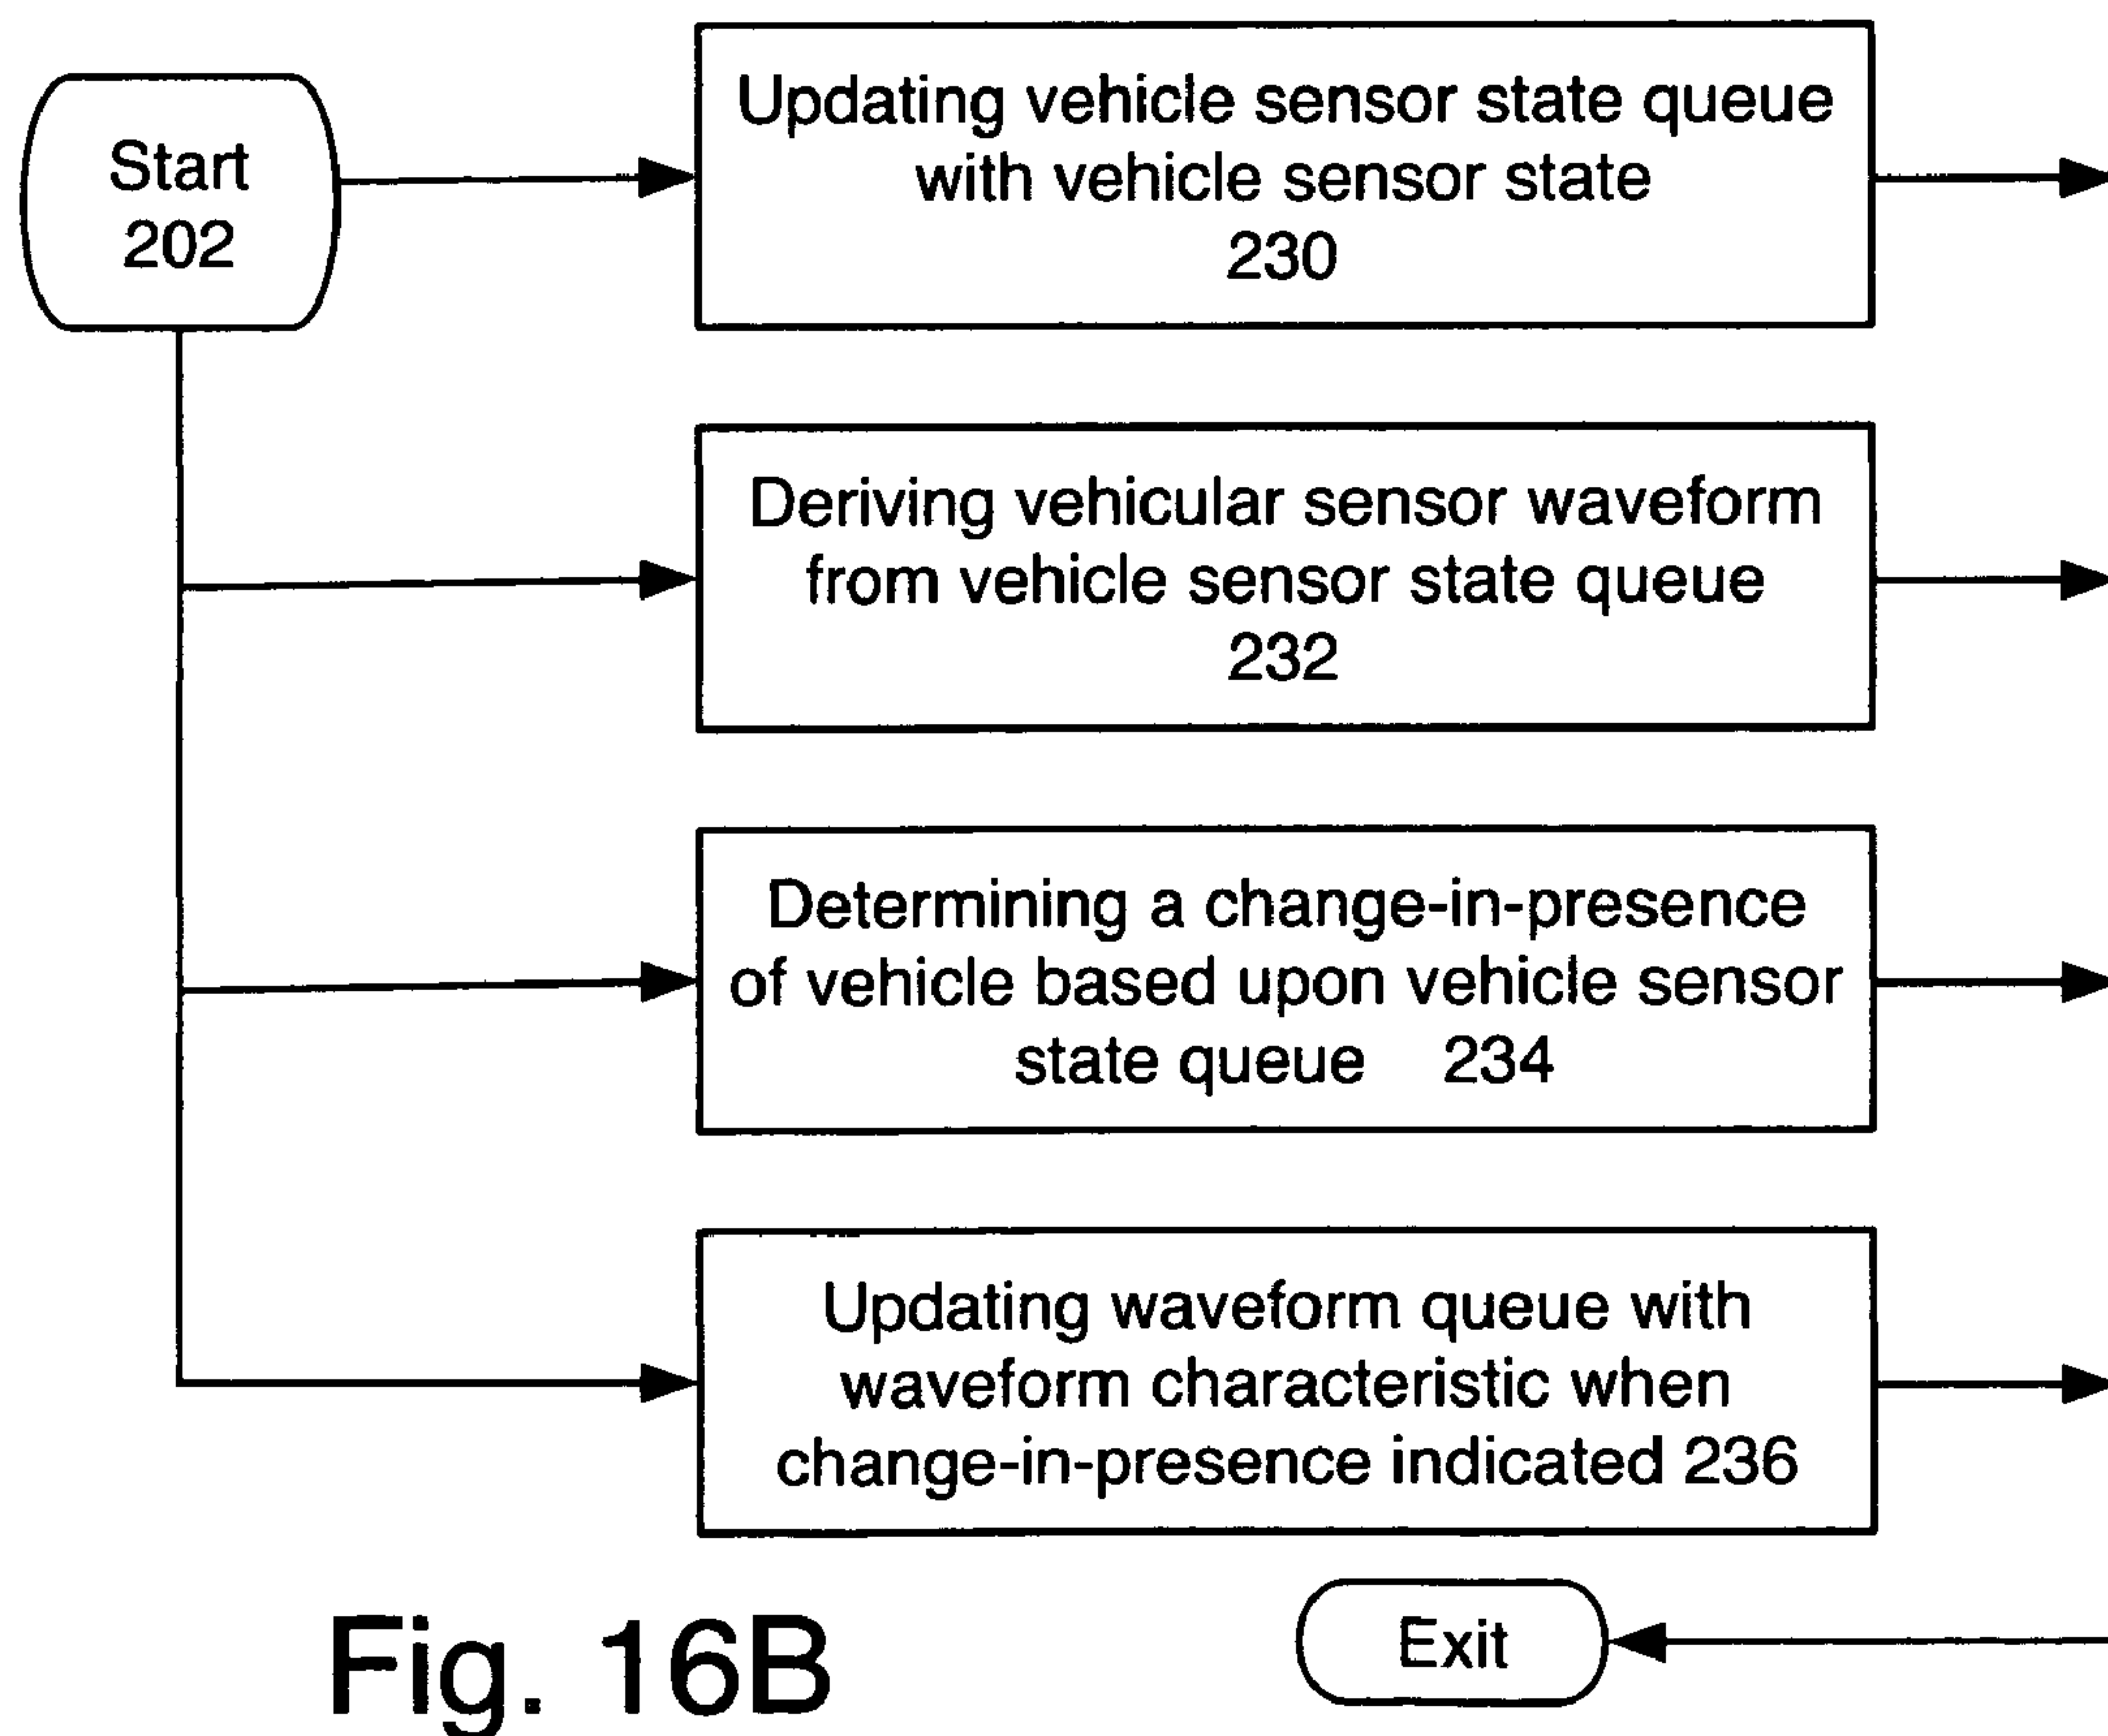 Start
202
Updating vehicle sensor state queue
with vehicle sensor state
230
Deriving vehicular sensor waveform
from vehicle sensor state queue
232
Determining a change-in-presence
of vehicle based upon vehicle sensor
state queue 234
Updating waveform queue with
waveform characteristic when
change-in-presence indicated 236
Exit
Fig. 16B